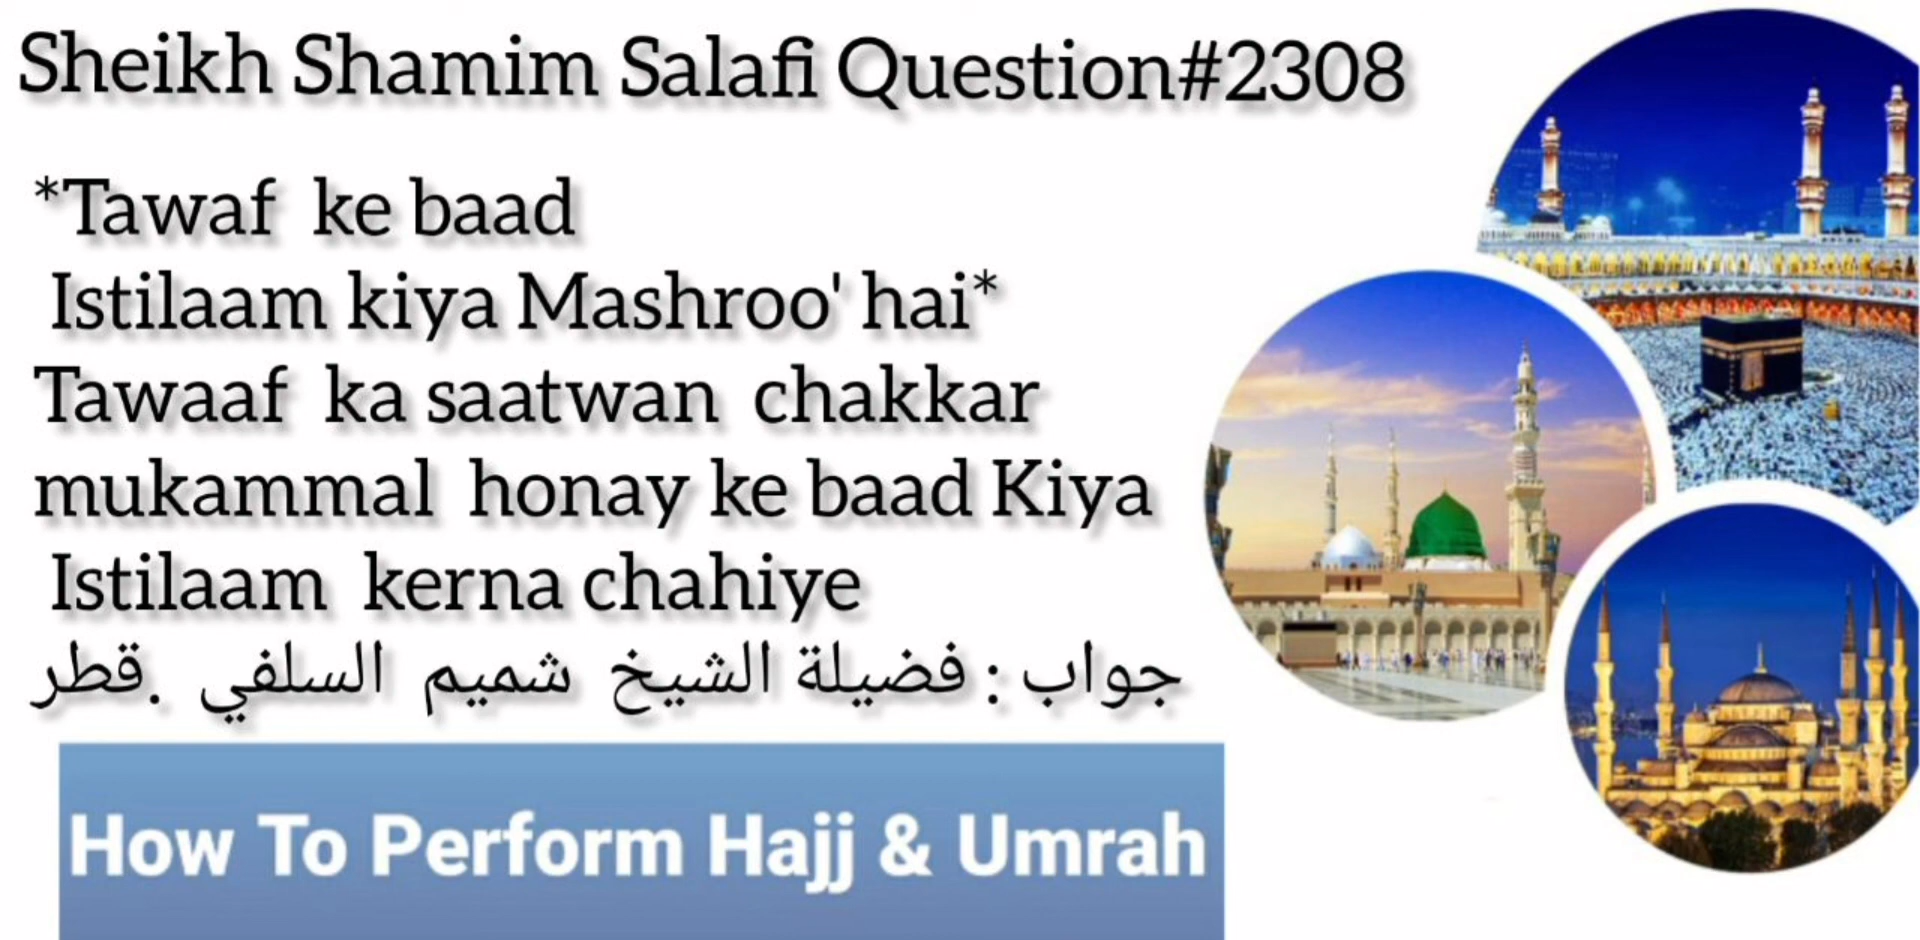 Sheikh Shamim Salafi Question#2308
*Tawaf ke baad
Istilaam kiya Mashroo' hai*
Tawaaf ka saatwan chakkar
mukammal honay ke baad Kiya
Istilaam kerna chahiye
جواب : فضيلة الشيخ شميم السلفي .قطر
How To Perform Hajj & Umrah